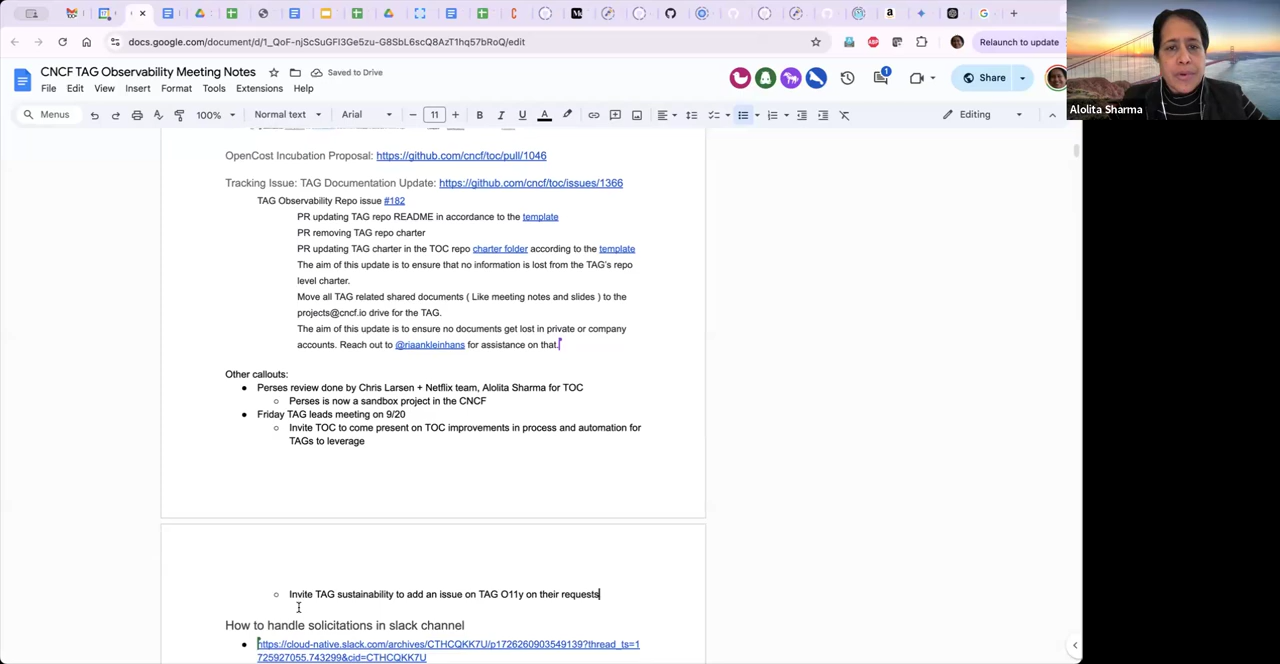 docs.google.com/document/d/1_QoF-njScSuGFl3Ge5zu-G8SbL6scQ8AzT1hq57bRoQ/edit
Relaunch to update
CNCF TAG Observability Meeting Notes
Saved to Drive
File Edit View Insert Format Tools Extensions Help
1
Share
Menus
100%
Normal text
Arial
11
B I U A
Editing
Alolita Sharma
OpenCost Incubation Proposal: https://github.com/cncf/toc/pull/1046
Tracking Issue: TAG Documentation Update: https://github.com/cncf/toc/issues/1366
TAG Observability Repo issue #182
PR updating TAG repo README in accordance to the template
PR removing TAG repo charter
PR updating TAG charter in the TOC repo charter folder according to the template
The aim of this update is to ensure that no information is lost from the TAG's repo
level charter.
Move all TAG related shared documents ( Like meeting notes and slides ) to the
projects@cncf.io drive for the TAG.
The aim of this update is to ensure no documents get lost in private or company
accounts. Reach out to @riaankleinhans for assistance on that.
Other callouts:
● Perses review done by Chris Larsen + Netflix team, Alolita Sharma for TOC
○ Perses is now a sandbox project in the CNCF
● Friday TAG leads meeting on 9/20
○ Invite TOC to come present on TOC improvements in process and automation for
TAGs to leverage
○ Invite TAG sustainability to add an issue on TAG O11y on their requests
How to handle solicitations in slack channel
● https://cloud-native.slack.com/archives/CTHCQKK7U/p1726260903549139?thread_ts=1
725927055.743299&cid=CTHCQKK7U